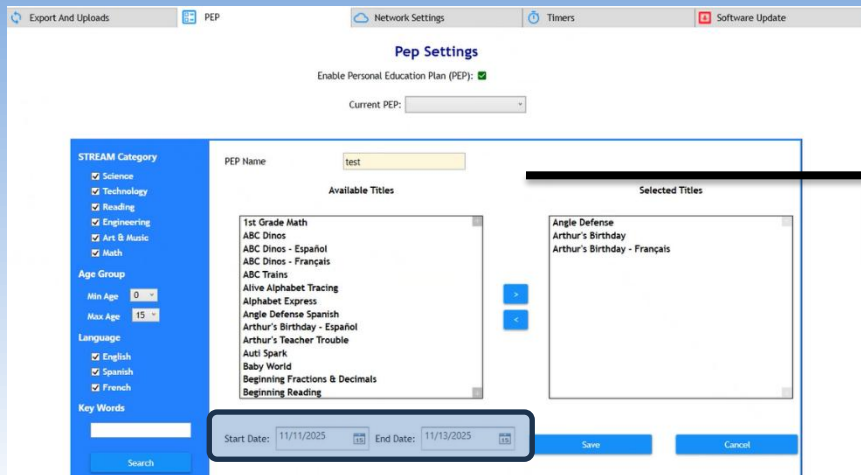 Export And Uploads PEP Network Settings Timers Software Update
Pep Settings
Enable Personal Education Plan (PEP):
Current PEP:
STREAM Category
Science
Technology
Reading
Engineering
Art & Music
Math
Age Group
Min Age 0
Max Age 15
Language
English
Spanish
French
Key Words
Search
PEP Name test
Available Titles
1st Grade Math
ABC Dinos
ABC Dinos - Español
ABC Dinos - Français
ABC Trains
Alive Alphabet Tracing
Alphabet Express
Angle Defense Spanish
Arthur's Birthday - Español
Arthur's Teacher Trouble
Auti Spark
Baby World
Beginning Fractions & Decimals
Beginning Reading
>
<
Selected Titles
Angle Defense
Arthur's Birthday
Arthur's Birthday - Français
Start Date: 11/11/2025 15 End Date: 11/13/2025 15
Save Cancel